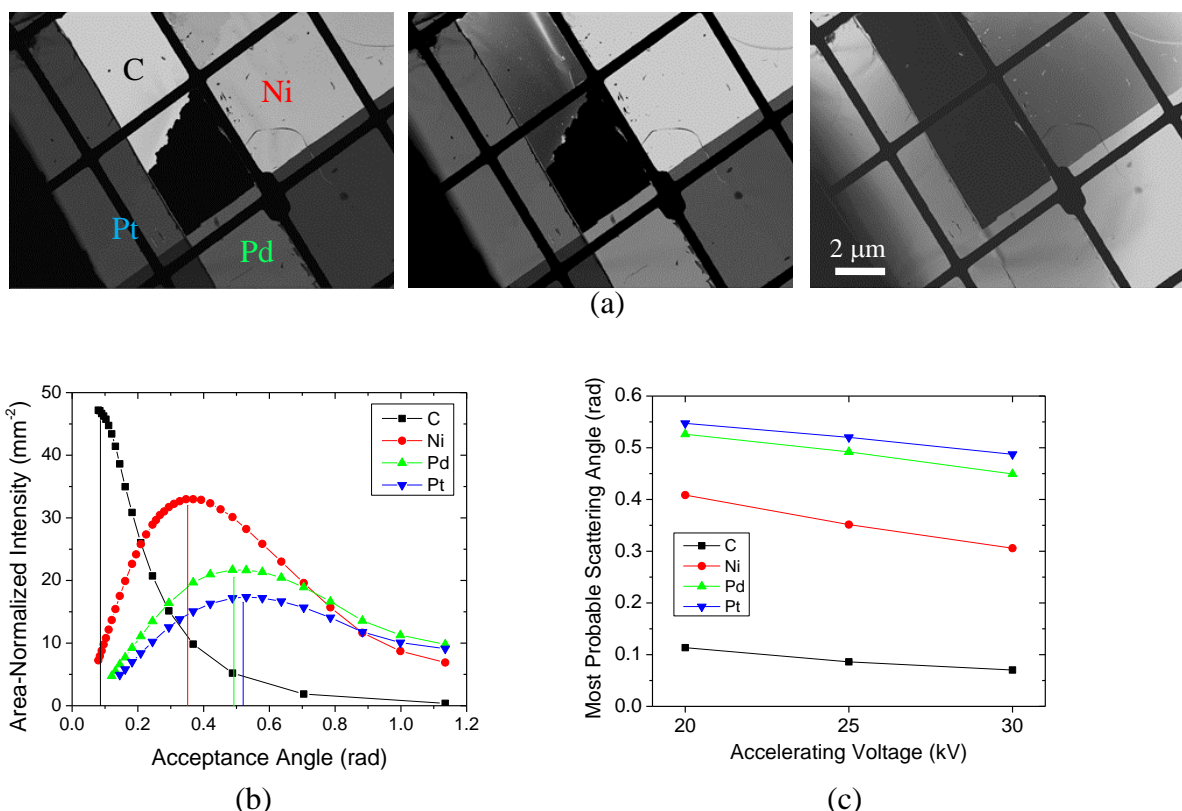 C
Ni
Pt
Pd
2 μm
(a)
Area-Normalized Intensity (mm-2)
50
40
30
20
10
0
0.0 0.2 0.4 0.6 0.8 1.0 1.2
Acceptance Angle (rad)
C
Ni
Pd
Pt
(b)
Most Probable Scattering Angle (rad)
0.6
0.5
0.4
0.3
0.2
0.1
0.0
20 25 30
Accelerating Voltage (kV)
C
Ni
Pd
Pt
(c)